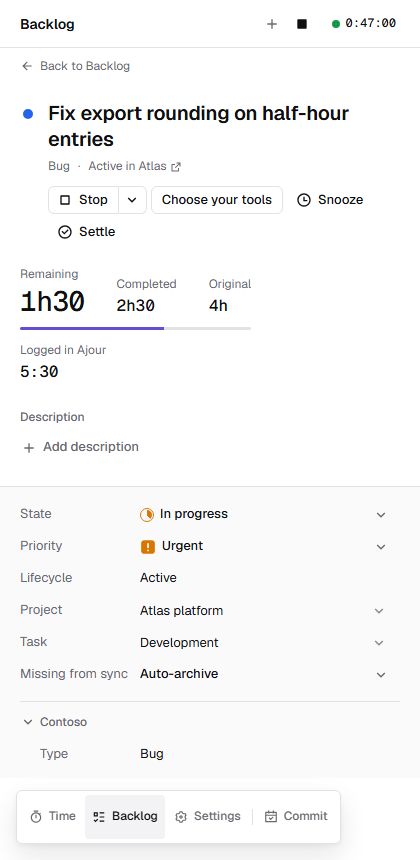 Backlog
0:47:00
Back to Backlog
Fix export rounding on half-hour
entries
Bug · Active in Atlas
Stop
Choose your tools
Snooze
Settle
Remaining
1h30
Completed
2h30
Original
4h
Logged in Ajour
5:30
Description
Add description
State In progress
Priority Urgent
Lifecycle Active
Project Atlas platform
Task Development
Missing from sync Auto-archive
Contoso
Type Bug
Time Backlog Settings Commit